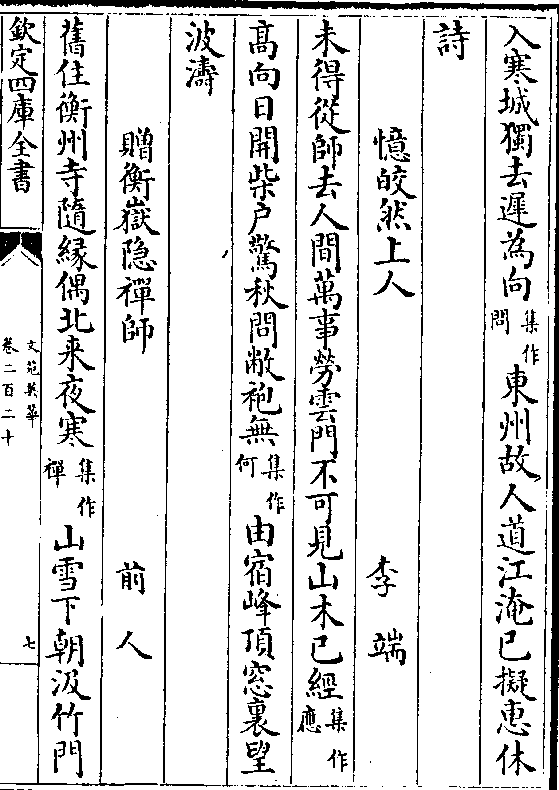 入寒城獨去遲為向集作問東州故人道江淹已擬惠休
詩
憶皎然上人 李端
未得從師去人間萬事勞雲門不可見山木已經集作應
高向日開柴户驚秋問敝袍無集作何由宿峰頂窓裏望
波濤
贈衡嶽隐禪師 前人
舊住衡州寺隨緣偶北来夜寒集作禪山雪下朝汲竹門
欽定四庫全書
文苑英華
卷二百二十
七